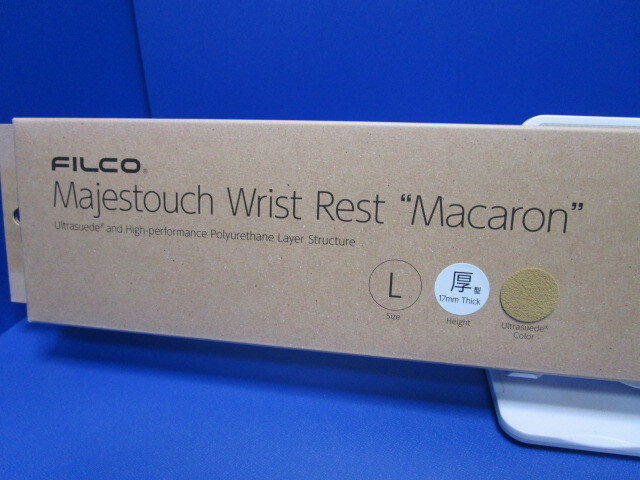 FILCO®
Majestouch Wrist Rest “Macaron”
Ultrasuede® and High-performance Polyurethane Layer Structure
L
Size
厚型
17mm Thick
Height
Ultrasuede®
Color